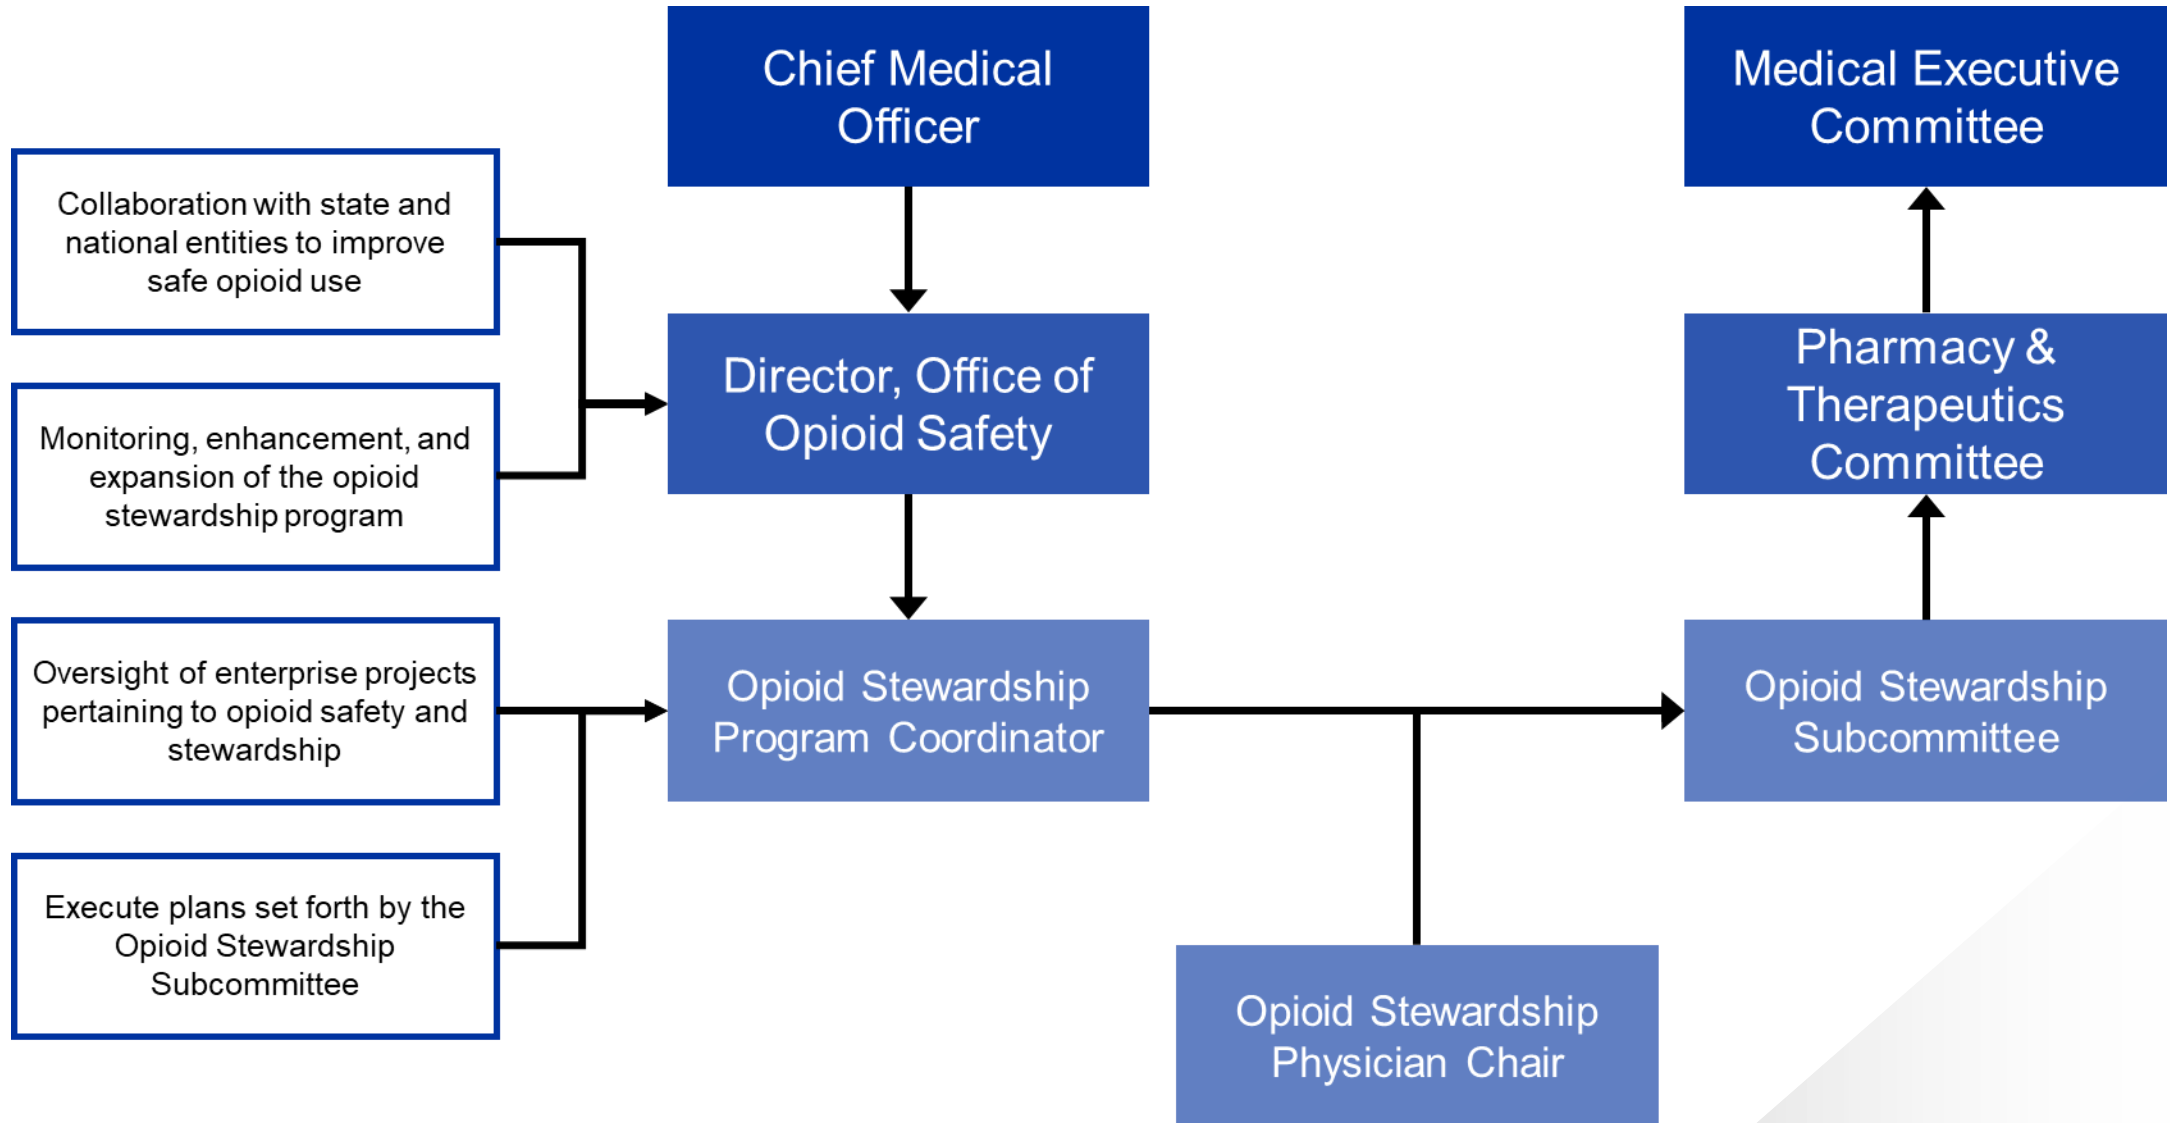 Chief Medical
Officer
Medical Executive
Committee
Collaboration with state and
national entities to improve
safe opioid use
Director, Office of
Opioid Safety
Pharmacy &
Therapeutics
Committee
Monitoring, enhancement, and
expansion of the opioid
stewardship program
Oversight of enterprise projects
pertaining to opioid safety and
stewardship
Opioid Stewardship
Program Coordinator
Opioid Stewardship
Subcommittee
Execute plans set forth by the
Opioid Stewardship
Subcommittee
Opioid Stewardship
Physician Chair